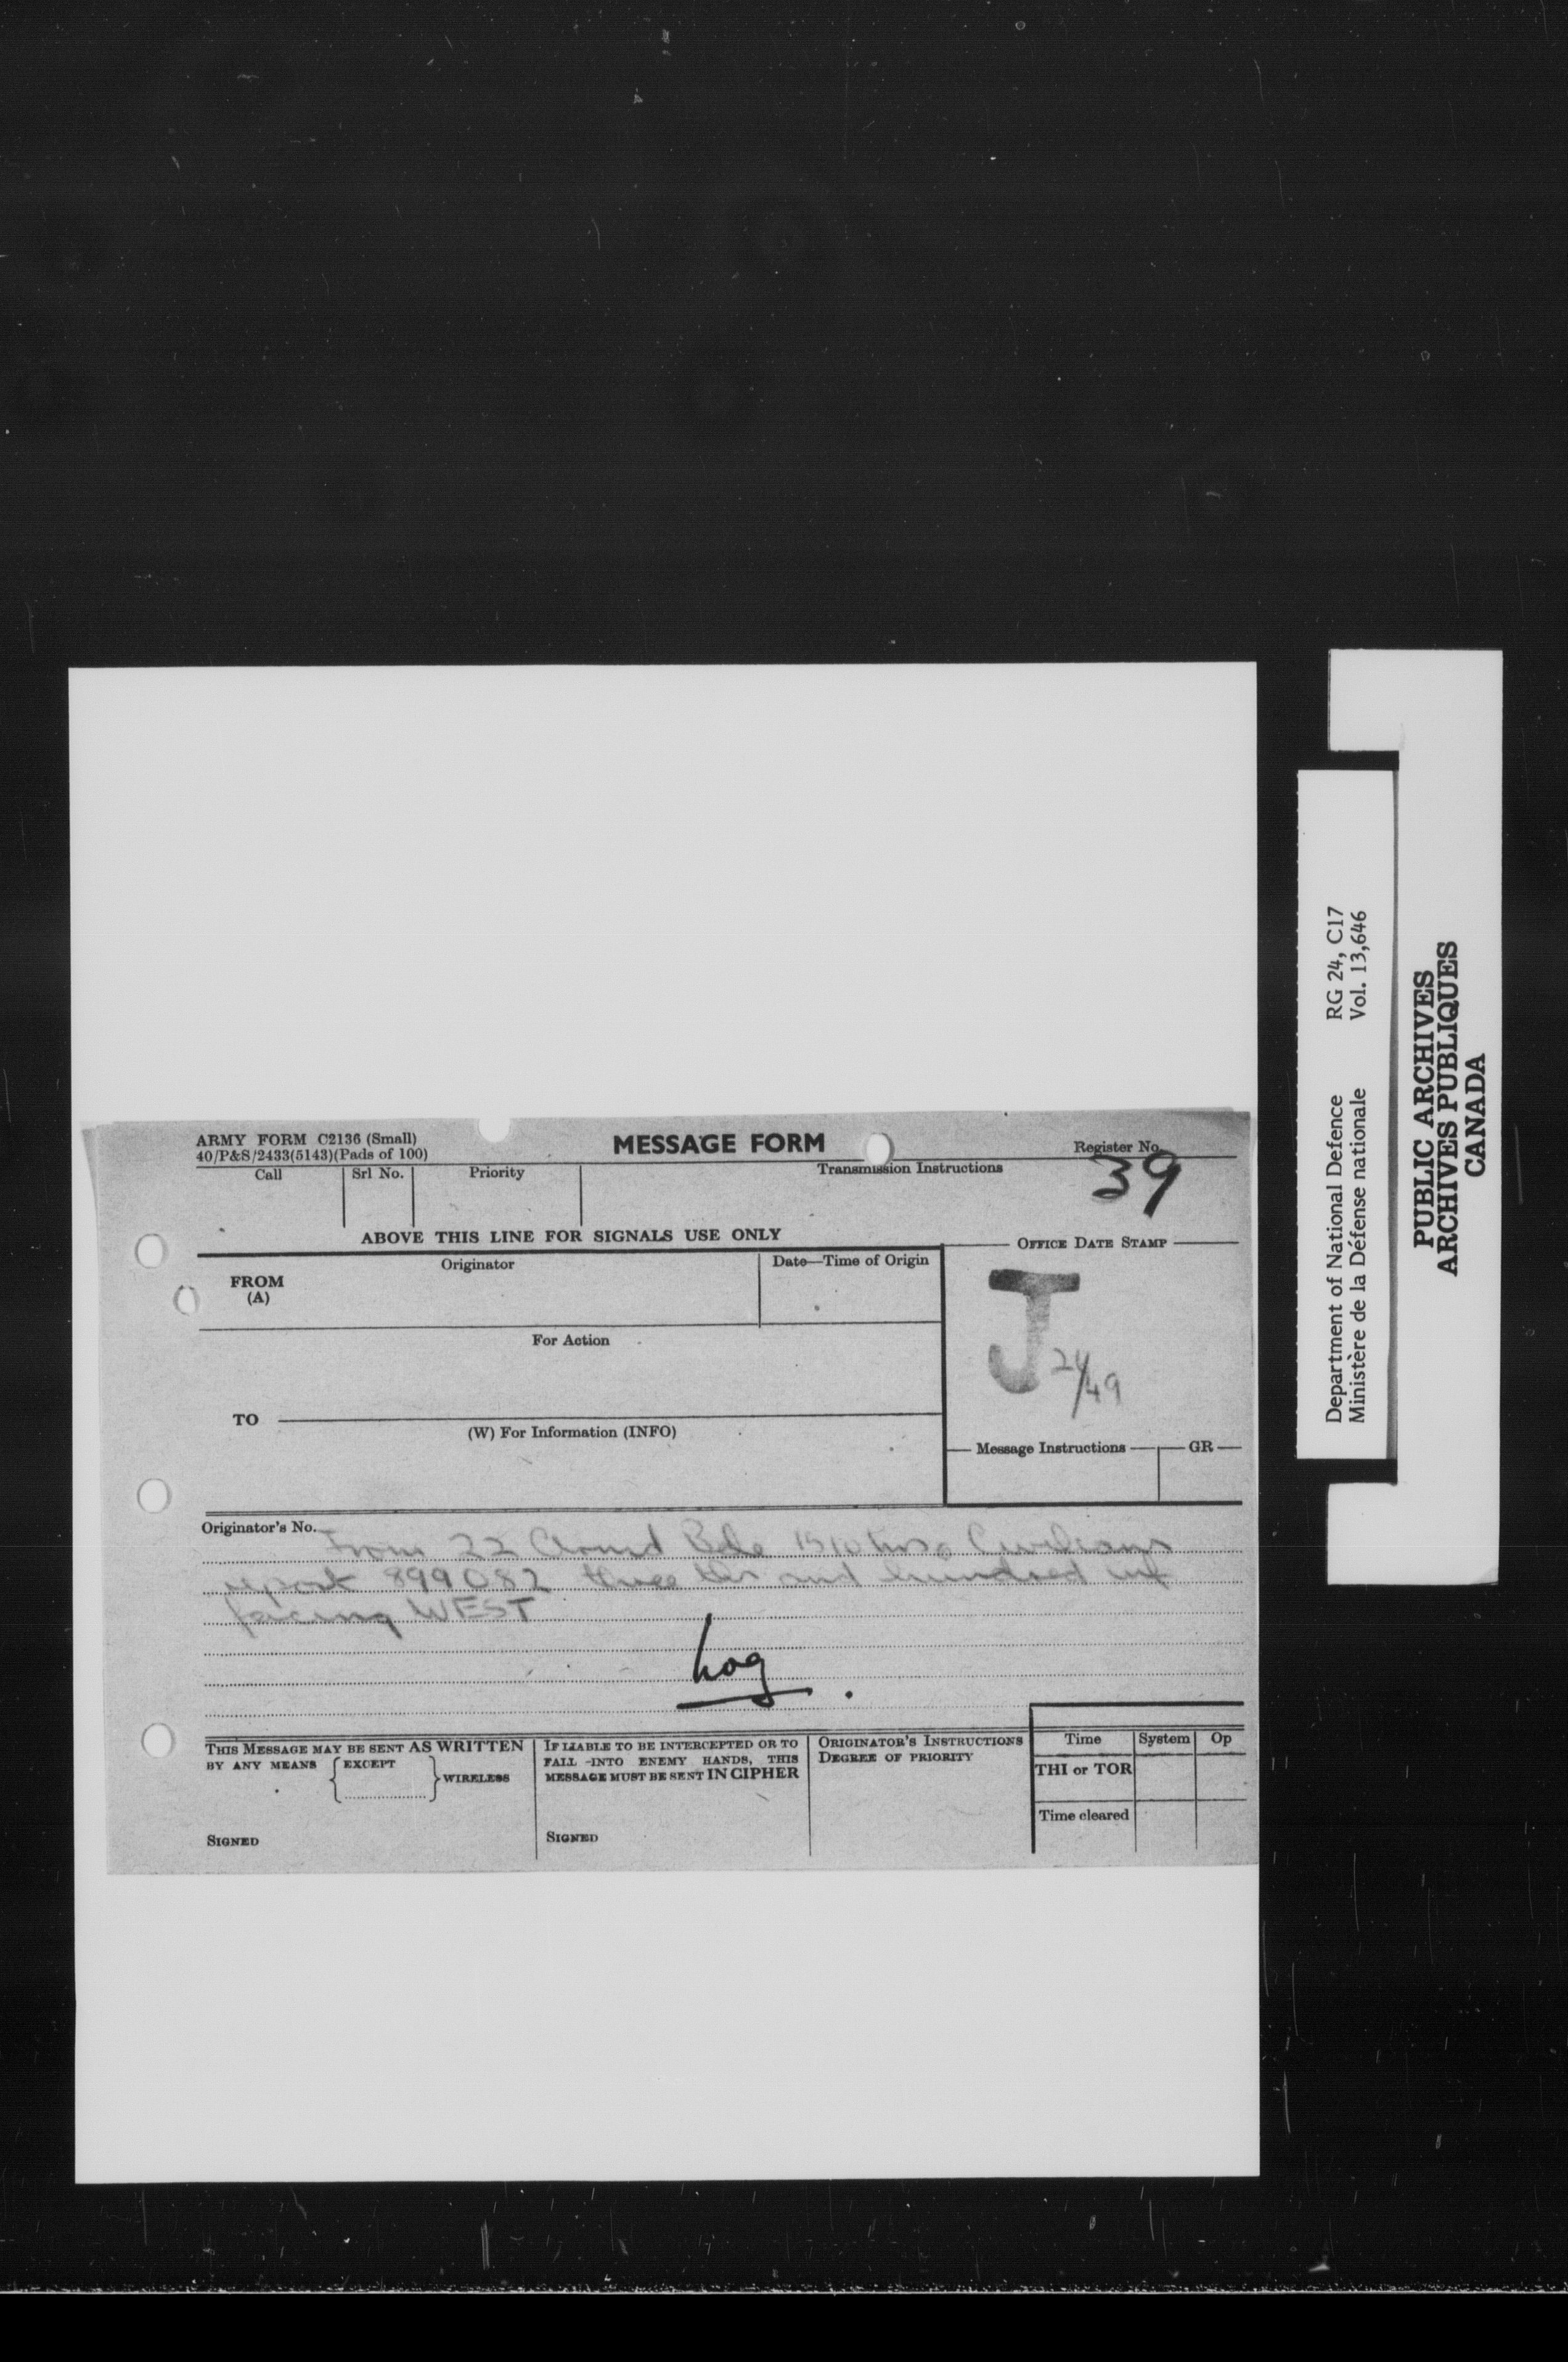 ARMY FORM C2136 (Small)
40/P&S/2433(5143)(Pads of 100)
MESSAGE FORM
Register No.
39
Call
Srl No.
Priority
Transmission Instructions
ABOVE THIS LINE FOR SIGNALS USE ONLY
OFFICE DATE STAMP
FROM
(A)
Originator
Date—Time of Origin
J
24/49
For Action
TO
(W) For Information (INFO)
Message Instructions
GR
Originator's No.
From 22 Armd Bde 1510 hrs. Civilians
report 899082 three and hundred inf
facing WEST
Log
THIS MESSAGE MAY BE SENT AS WRITTEN
BY ANY MEANS
EXCEPT
WIRELESS
SIGNED
IF LIABLE TO BE INTERCEPTED OR TO
FALL INTO ENEMY HANDS, THIS
MESSAGE MUST BE SENT IN CIPHER
SIGNED
ORIGINATOR'S INSTRUCTIONS
DEGREE OF PRIORITY
Time
System
Op
THI or TOR
Time cleared
Department of National Defence RG 24, C17
Ministère de la Défense nationale Vol. 13,646
PUBLIC ARCHIVES
ARCHIVES PUBLIQUES
CANADA